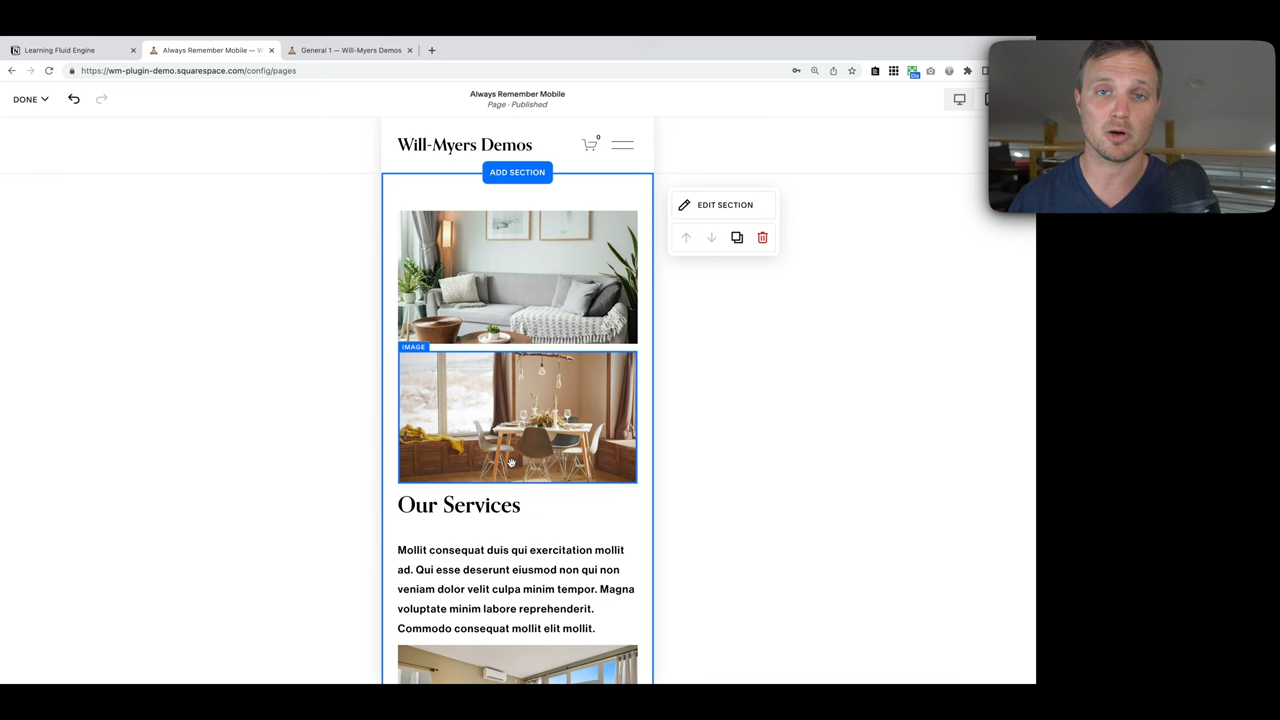 Learning Fluid Engine
Always Remember Mobile — W
General 1 — Will-Myers Demos
https://wm-plugin-demo.squarespace.com/config/pages
DONE
Always Remember Mobile
Page · Published
Will-Myers Demos
0
ADD SECTION
EDIT SECTION
IMAGE
Our Services
Mollit consequat duis qui exercitation mollit
ad. Qui esse deserunt eiusmod non qui non
veniam dolor velit culpa minim tempor. Magna
voluptate minim labore reprehenderit.
Commodo consequat mollit elit mollit.